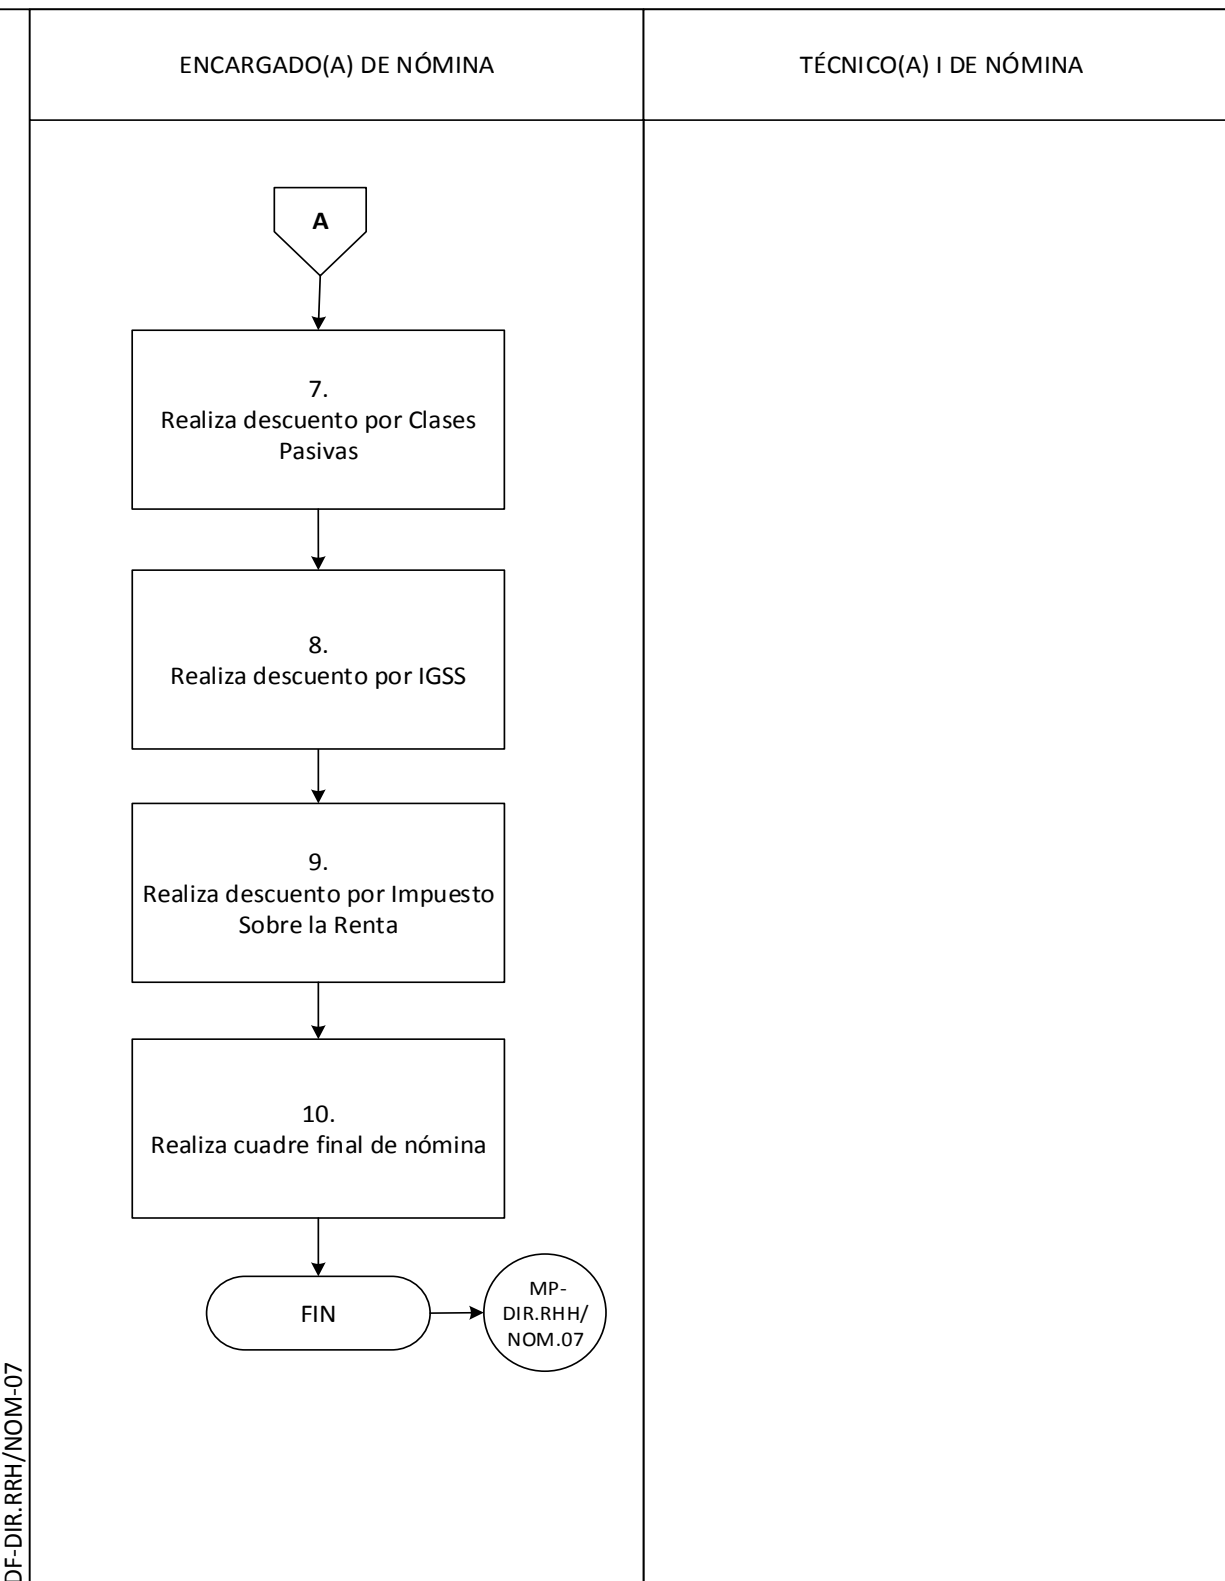 ENCARGADO(A) DE NÓMINA
TÉCNICO(A) I DE NÓMINA
A
7.
Realiza descuento por Clases
Pasivas
8.
Realiza descuento por IGSS
9.
Realiza descuento por Impuesto
Sobre la Renta
10.
Realiza cuadre final de nómina
FIN
MP-
DIR.RHH/
NOM.07
DF-DIR.RRH/NOM-07